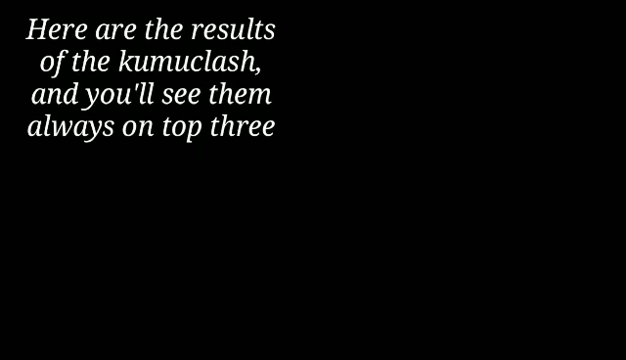 Here are the results
of the kumuclash,
and you'll see them
always on top three